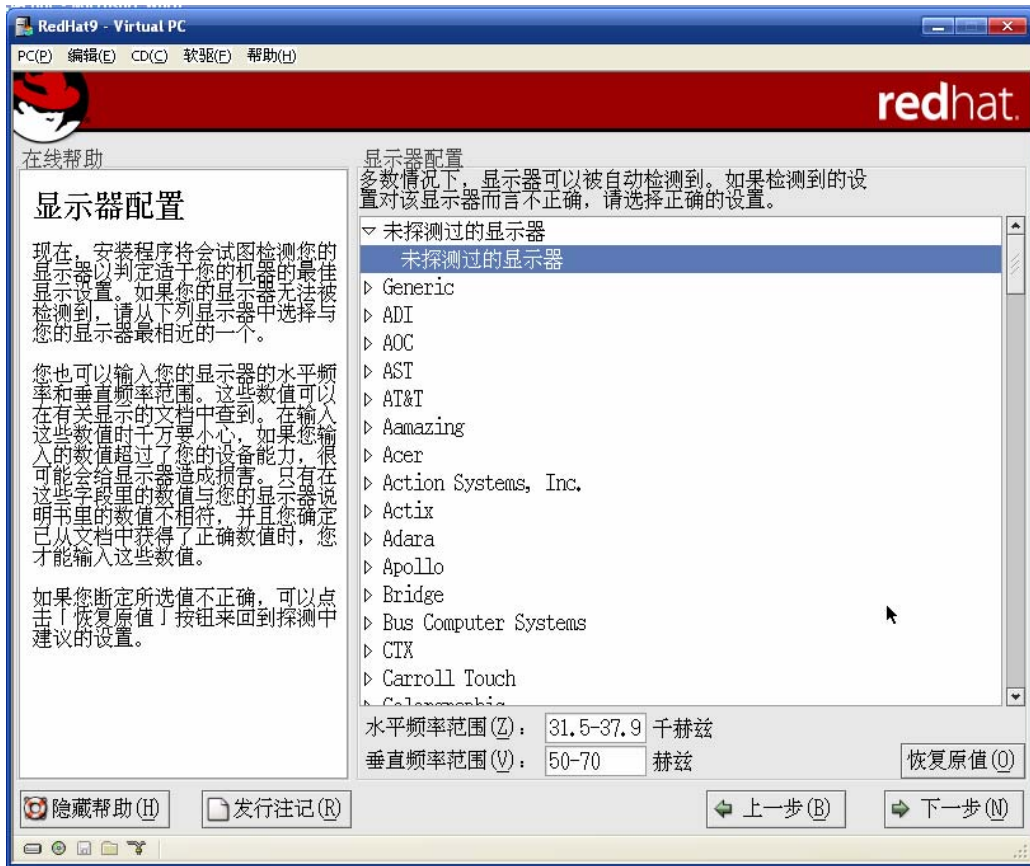 RedHat9 - Virtual PC
PC(P) 编辑(E) CD(C) 软驱(F) 帮助(H)
redhat.
在线帮助
显示器配置
现在，安装程序将会试图检测您的
显示器以判定适于您的机器的最佳
显示设置。如果您的显示器无法被
检测到，请从下列显示器中选择与
您的显示器最相近的一个。
您也可以输入您的显示器的水平频
率和垂直频率范围。这些数值可以
在有关显示的文档中查到。在输入
这些数值时千万要小心，如果您输
入的数值超过了您的设备能力，很
可能会给显示器造成损害。只有在
这些字段里的数值与您的显示器说
明书里的数值不相符，并且您确定
已从文档中获得了正确数值时，您
才能输入这些数值。
如果您断定所选值不正确，可以点
击「恢复原值」按钮来回到探测中
建议的设置。
显示器配置
多数情况下，显示器可以被自动检测到。如果检测到的设
置对该显示器而言不正确，请选择正确的设置。
未探测过的显示器
未探测过的显示器
Generic
ADI
AOC
AST
AT&T
Aamazing
Acer
Action Systems, Inc.
Actix
Adara
Apollo
Bridge
Bus Computer Systems
CTX
Carroll Touch
水平频率范围(Z)： 31.5-37.9 千赫兹
垂直频率范围(V)： 50-70 赫兹
恢复原值(O)
隐藏帮助(H) 发行注记(R) 上一步(B) 下一步(N)